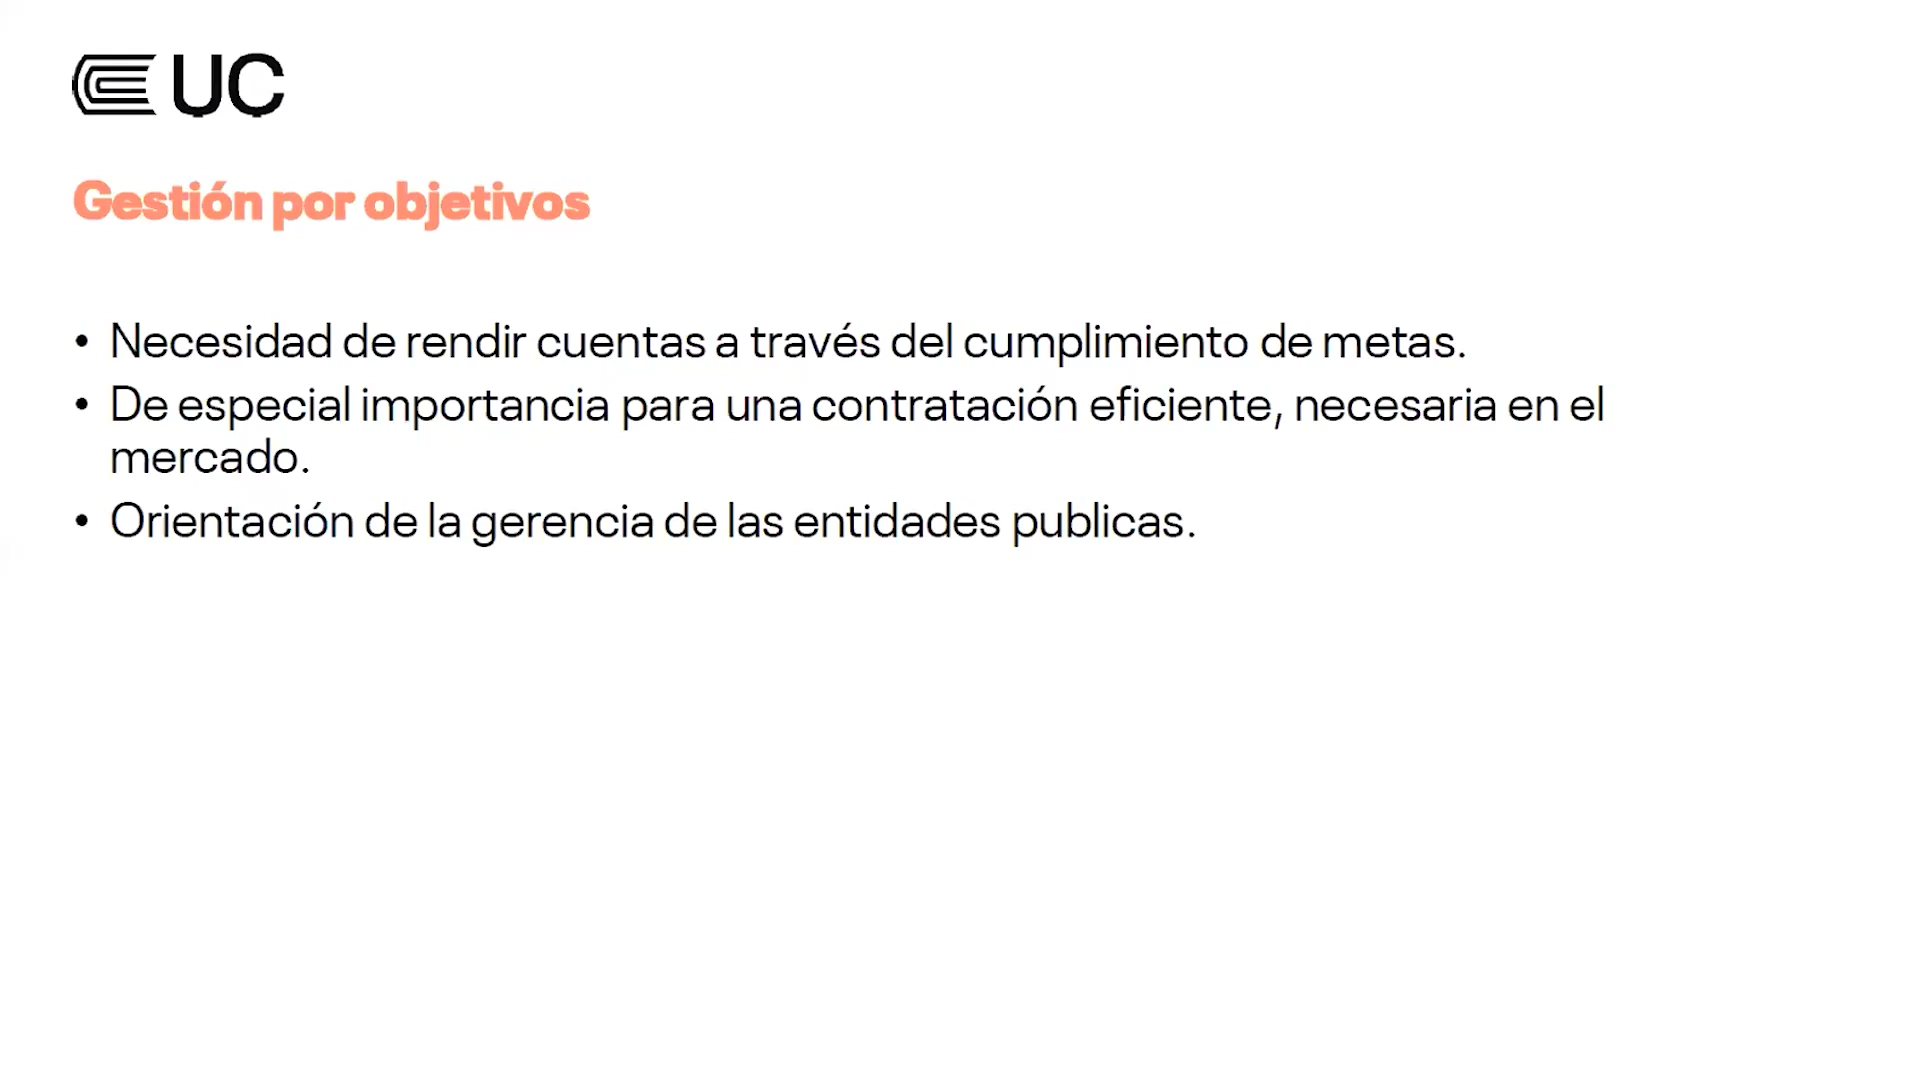 UC
Gestión por objetivos
• Necesidad de rendir cuentas a través del cumplimiento de metas.
• De especial importancia para una contratación eficiente, necesaria en el
mercado.
• Orientación de la gerencia de las entidades publicas.